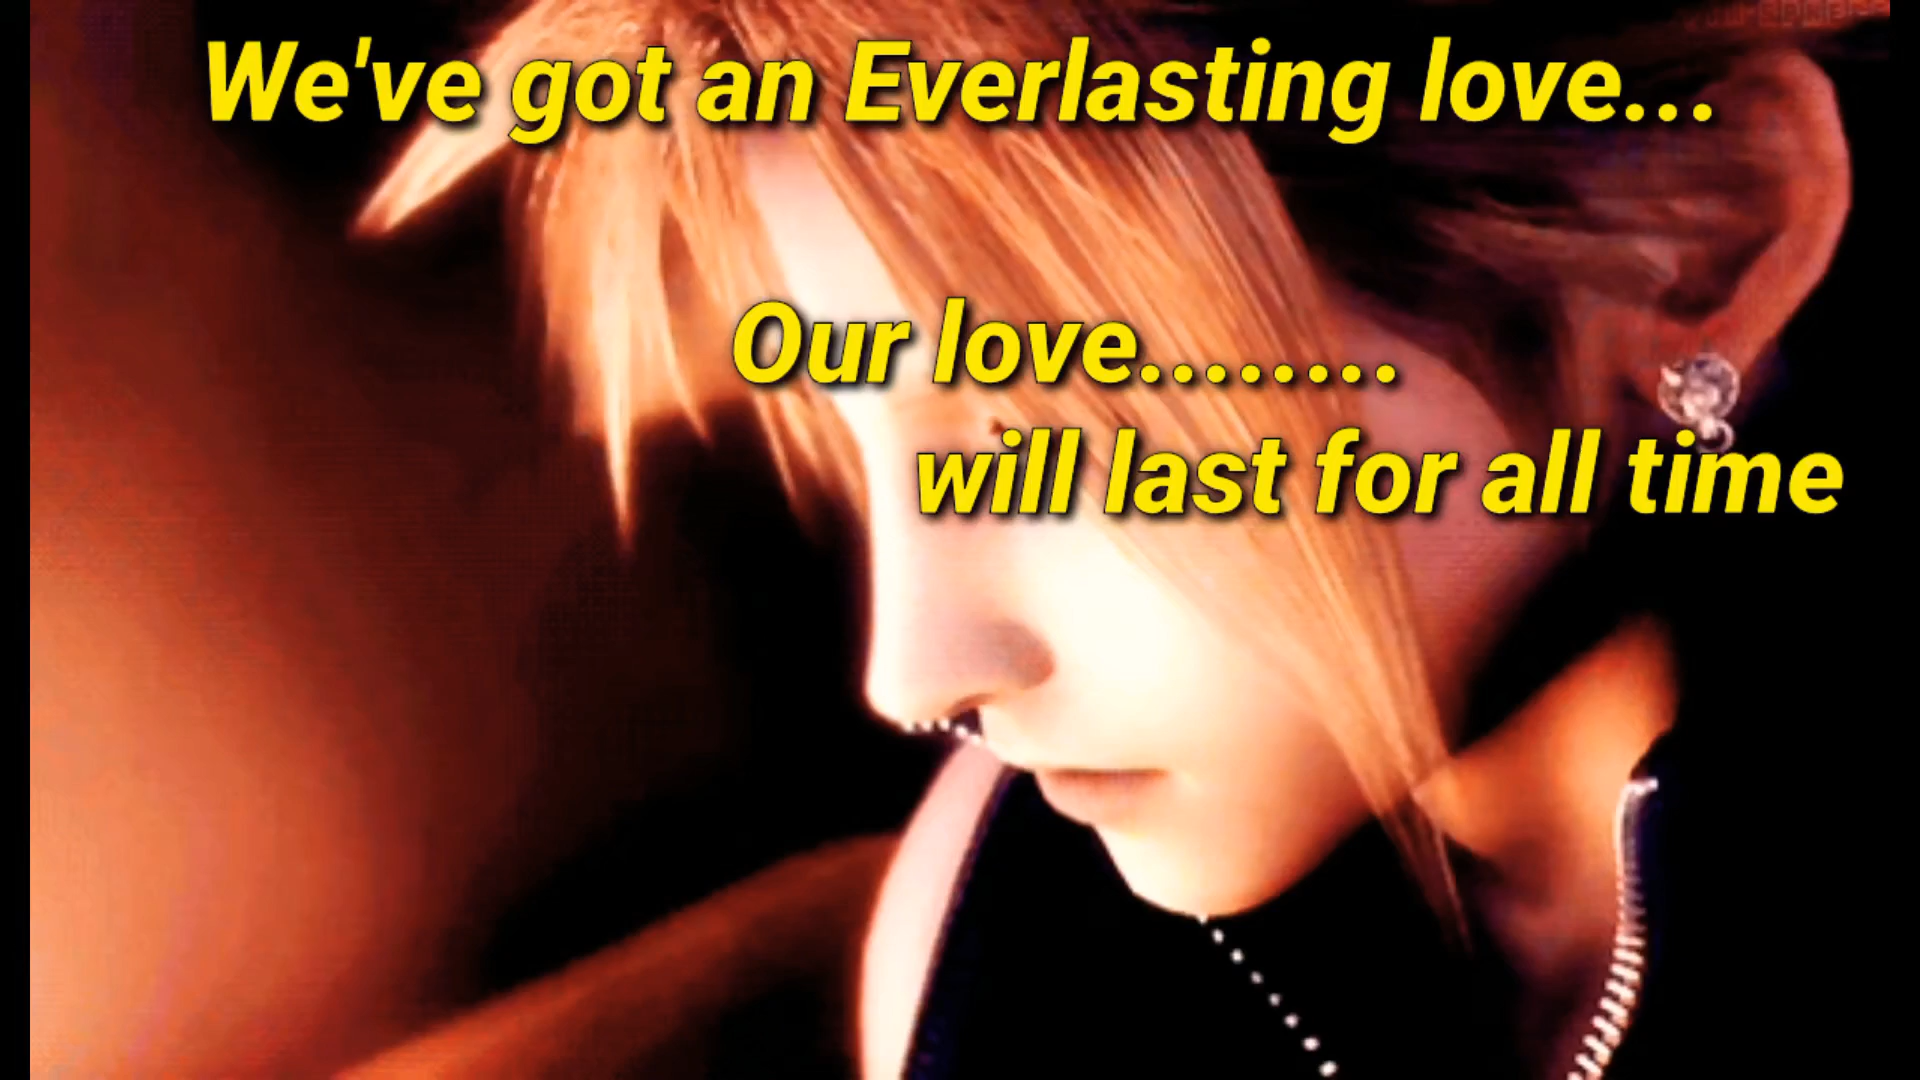 We've got an Everlasting love...
Our love........
will last for all time